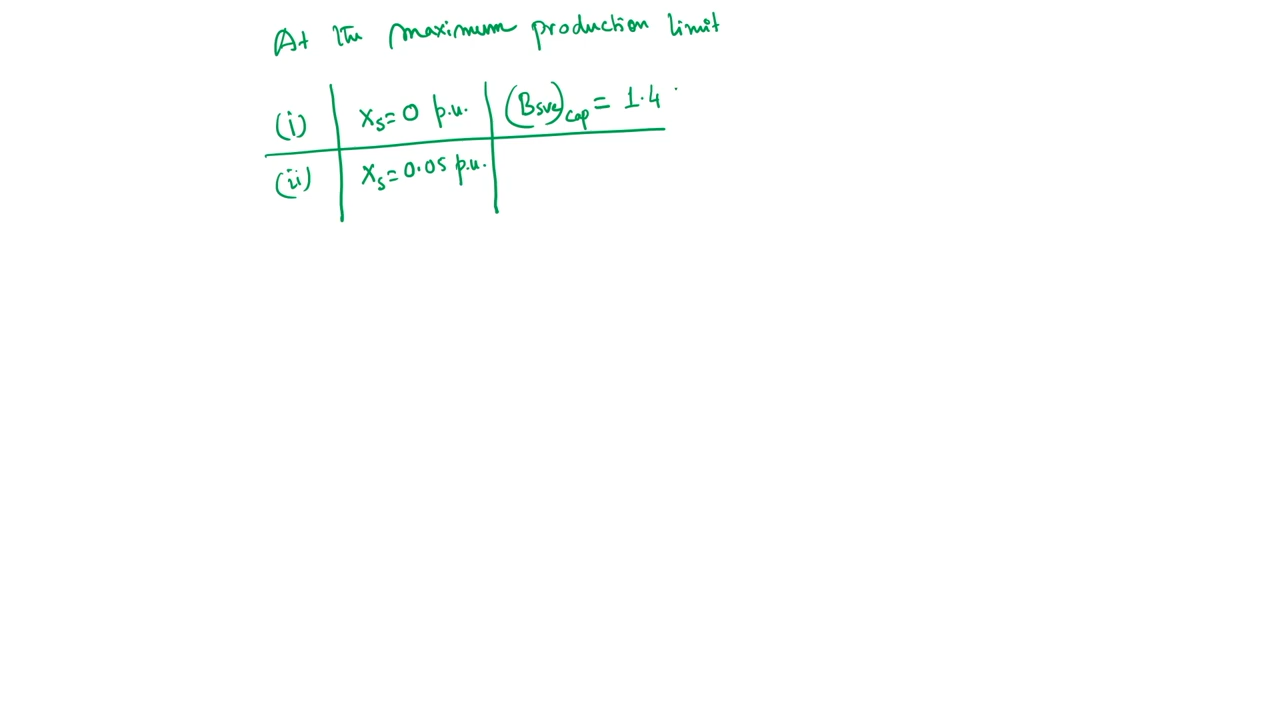 At the maximum production limit
(i) Xs = 0 p.u. (Bsvc)cap = 1.4
(ii) Xs = 0.05 p.u.